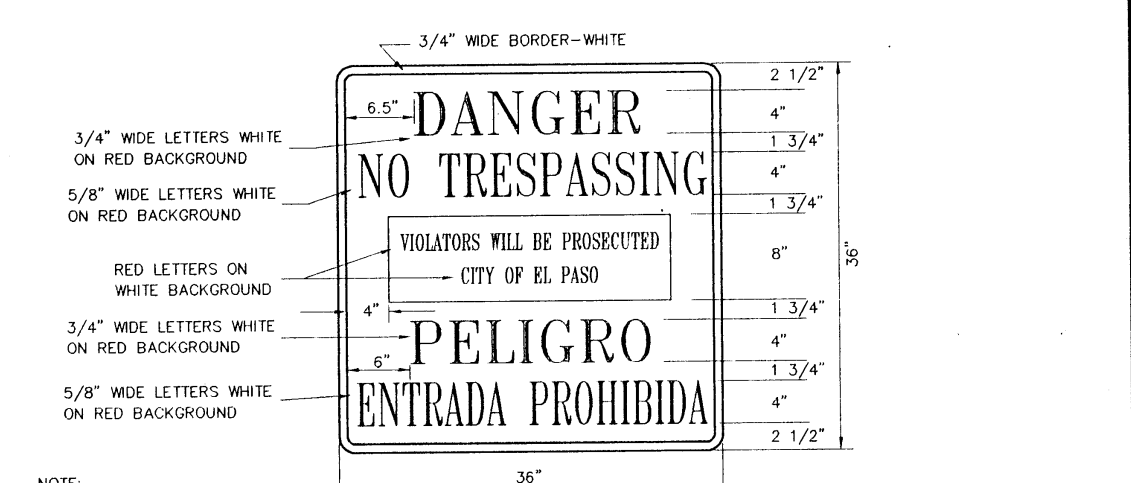 3/4" WIDE BORDER-WHITE
2 1/2"
6.5"
DANGER
4"
3/4" WIDE LETTERS WHITE
ON RED BACKGROUND
1 3/4"
NO TRESPASSING
4"
5/8" WIDE LETTERS WHITE
ON RED BACKGROUND
1 3/4"
VIOLATORS WILL BE PROSECUTED
CITY OF EL PASO
8"
36"
RED LETTERS ON
WHITE BACKGROUND
4"
1 3/4"
3/4" WIDE LETTERS WHITE
ON RED BACKGROUND
PELIGRO
4"
6"
1 3/4"
5/8" WIDE LETTERS WHITE
ON RED BACKGROUND
ENTRADA PROHIBIDA
4"
2 1/2"
36"
NOTE: